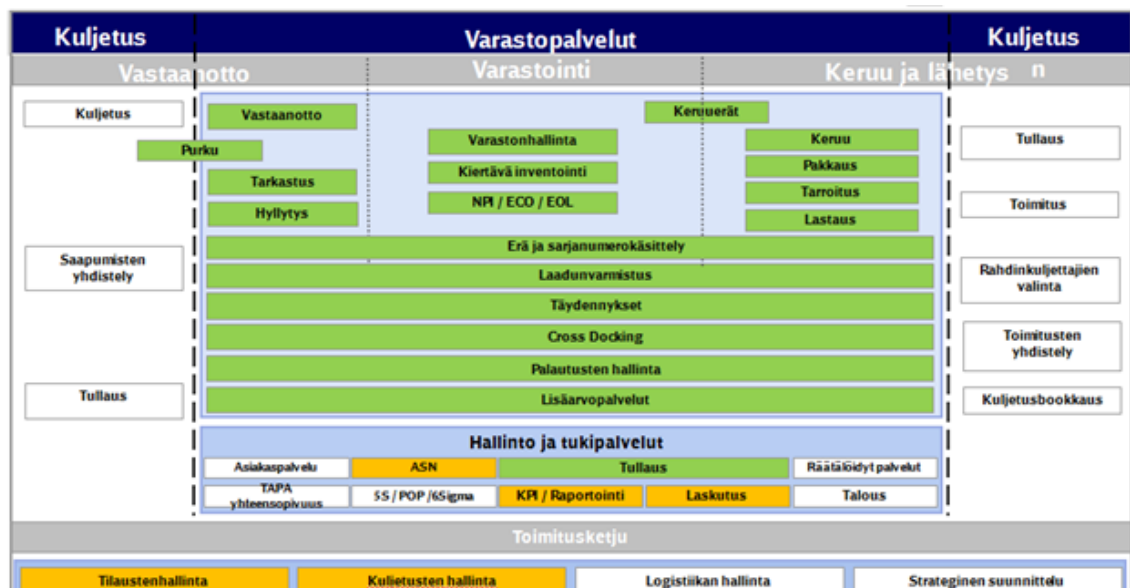 Kuljetus
Varastopalvelut
Kuljetus
Vastaanotto
Varastointi
Keruu ja lähetys
n
Kuljetus
Vastaanotto
Keruuerät
Purku
Varastonhallinta
Keruu
Tullaus
Kiertävä inventointi
Pakkaus
Tarkastus
NPI / ECO / EOL
Tarroitus
Toimitus
Hyllytys
Lastaus
Erä ja sarjanumerokäsittely
Saapumisten
yhdistely
Laadunvarmistus
Rahdinkuljettajien
valinta
Täydennykset
Cross Docking
Toimitusten
yhdistely
Palautusten hallinta
Tullaus
Lisäarvopalvelut
Kuljetusbookkaus
Hallinto ja tukipalvelut
Asiakaspalvelu
ASN
Tullaus
Räätälöidyt palvelut
TAPA
yhteensopivuus
5S / POP /6Sigma
KPI / Raportointi
Laskutus
Talous
Toimitusketju
Tilaustenhallinta
Kuljetusten hallinta
Logistiikan hallinta
Strateginen suunnittelu